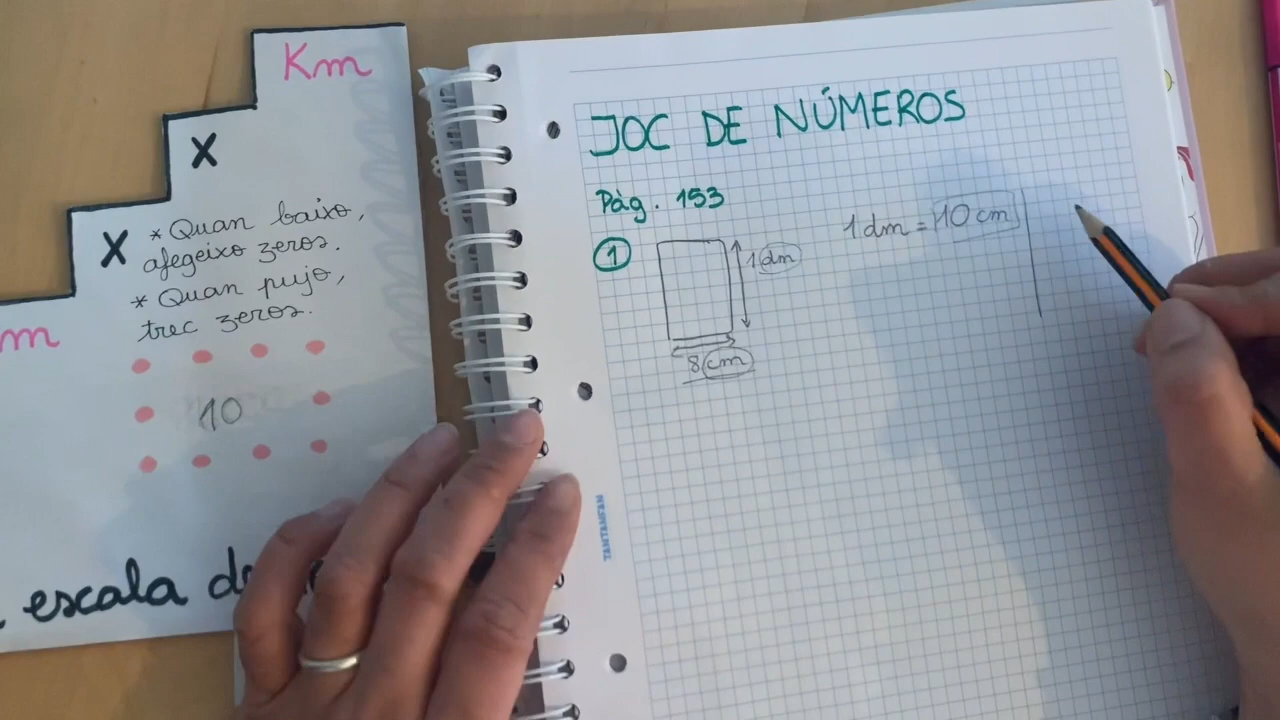 Km
X
X
* Quan baixo,
afegeixo zeros.
* Quan pujo,
trec zeros.
m
10
escala d
JOC DE NÚMEROS
Pàg. 153
1
1 dm
8 cm
1 dm = 10 cm